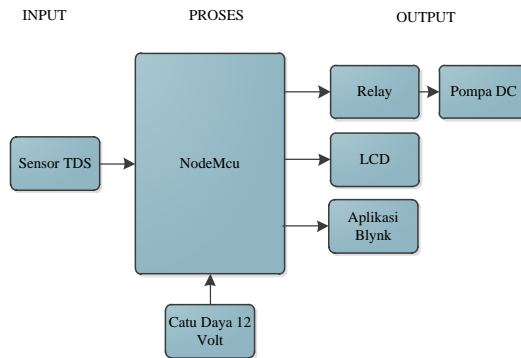 INPUT
PROSES
OUTPUT
Relay
Pompa DC
Sensor TDS
NodeMcu
LCD
Aplikasi
Blynk
Catu Daya 12
Volt